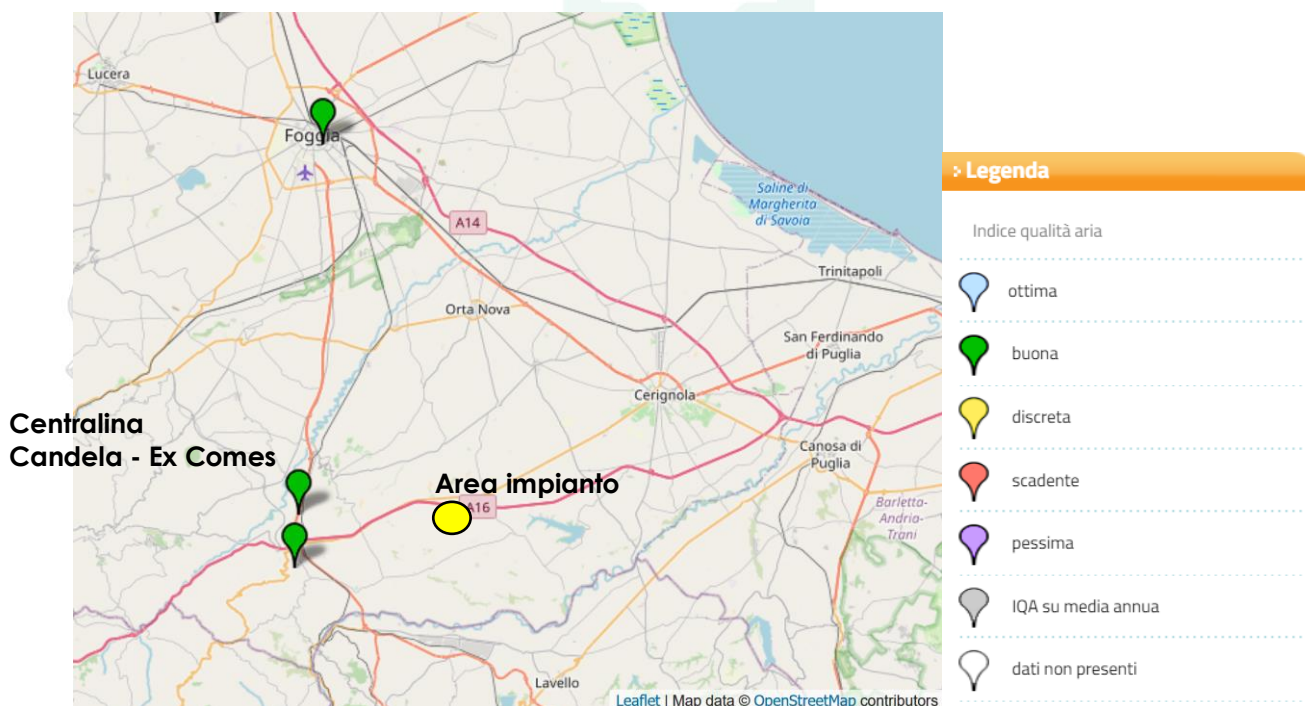 Lucera
Foggia
A14
Saline di
Margherita
di Savoia
Trinitapoli
Orta Nova
San Ferdinando
di Puglia
Cerignola
Canosa di
Puglia
Centralina
Candela - Ex Comes
Area impianto
A16
Barletta-
Andria-
Trani
Lavello
Leaflet | Map data © OpenStreetMap contributors
Legenda
Indice qualità aria
ottima
buona
discreta
scadente
pessima
IQA su media annua
dati non presenti